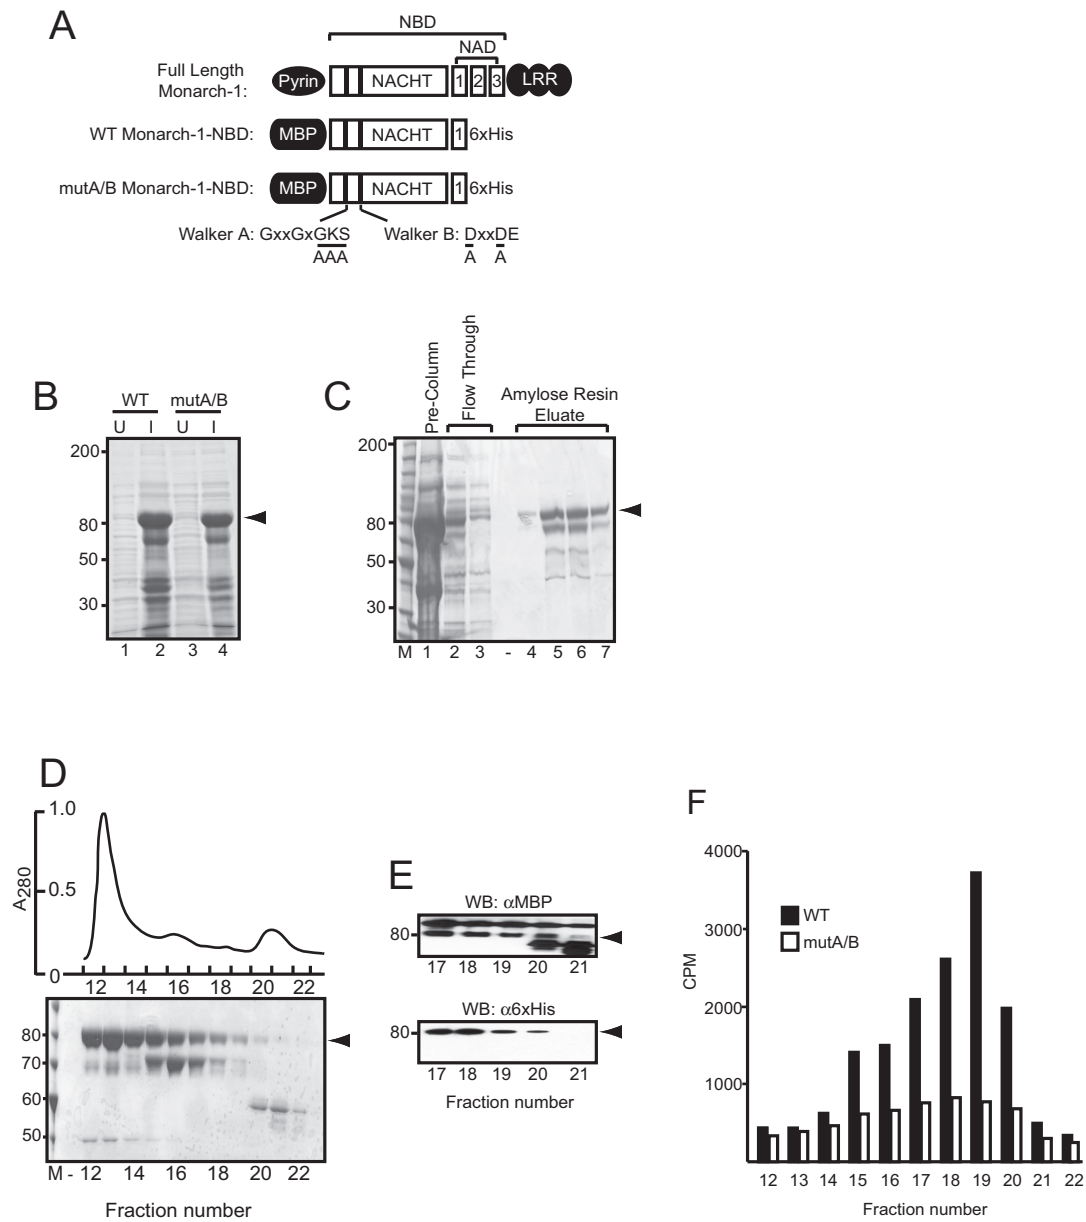 A
NBD
NAD
Full Length
Monarch-1:
Pyrin
NACHT
1 2 3
LRR
WT Monarch-1-NBD:
MBP
NACHT
1
6xHis
mutA/B Monarch-1-NBD:
MBP
NACHT
1
6xHis
Walker A: GxxGxGKS
AAA
Walker B: DxxDE
A A
B
WT mutA/B
U I U I
200
80
50
30
1 2 3 4
C
Pre-Column
Flow Through
Amylose Resin
Eluate
200
80
50
30
M 1 2 3 - 4 5 6 7
D
A280
1.0
0.5
0
12 14 16 18 20 22
80
70
60
50
M - 12 14 16 18 20 22
Fraction number
E
WB: αMBP
80
17 18 19 20 21
WB: α6xHis
80
17 18 19 20 21
Fraction number
F
CPM
4000
3000
2000
1000
WT
mutA/B
12 13 14 15 16 17 18 19 20 21 22
Fraction number